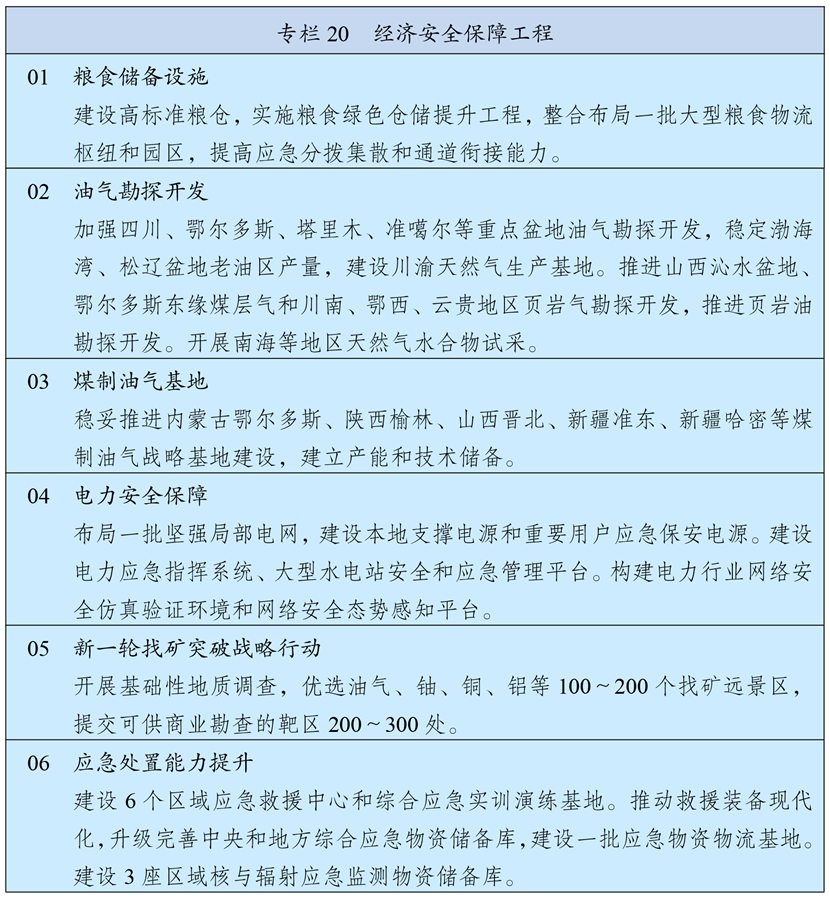 专栏 20 经济安全保障工程
01 粮食储备设施
建设高标准粮仓，实施粮食绿色仓储提升工程，整合布局一批大型粮食物流
枢纽和园区，提高应急分拨集散和通道衔接能力。
02 油气勘探开发
加强四川、鄂尔多斯、塔里木、准噶尔等重点盆地油气勘探开发，稳定渤海
湾、松辽盆地老油区产量，建设川渝天然气生产基地。推进山西沁水盆地、
鄂尔多斯东缘煤层气和川南、鄂西、云贵地区页岩气勘探开发，推进页岩油
勘探开发。开展南海等地区天然气水合物试采。
03 煤制油气基地
稳妥推进内蒙古鄂尔多斯、陕西榆林、山西晋北、新疆准东、新疆哈密等煤
制油气战略基地建设，建立产能和技术储备。
04 电力安全保障
布局一批坚强局部电网，建设本地支撑电源和重要用户应急保安电源。建设
电力应急指挥系统、大型水电站安全和应急管理平台。构建电力行业网络安
全仿真验证环境和网络安全态势感知平台。
05 新一轮找矿突破战略行动
开展基础性地质调查，优选油气、铀、铜、铝等 100～200 个找矿远景区，
提交可供商业勘查的靶区 200～300 处。
06 应急处置能力提升
建设 6 个区域应急救援中心和综合应急实训演练基地。推动救援装备现代
化，升级完善中央和地方综合应急物资储备库，建设一批应急物资物流基地。
建设 3 座区域核与辐射应急监测物资储备库。